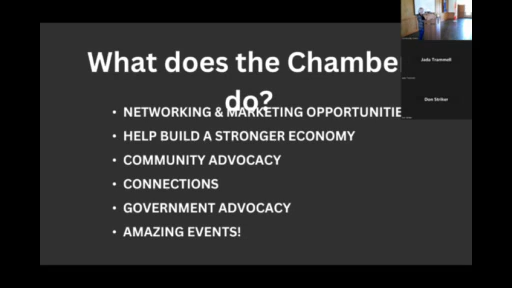 What does the Chambe
do?
• NETWORKING & MARKETING OPPORTUNITIE
• HELP BUILD A STRONGER ECONOMY
• COMMUNITY ADVOCACY
• CONNECTIONS
• GOVERNMENT ADVOCACY
• AMAZING EVENTS!
Jada Trammell
Don Striker